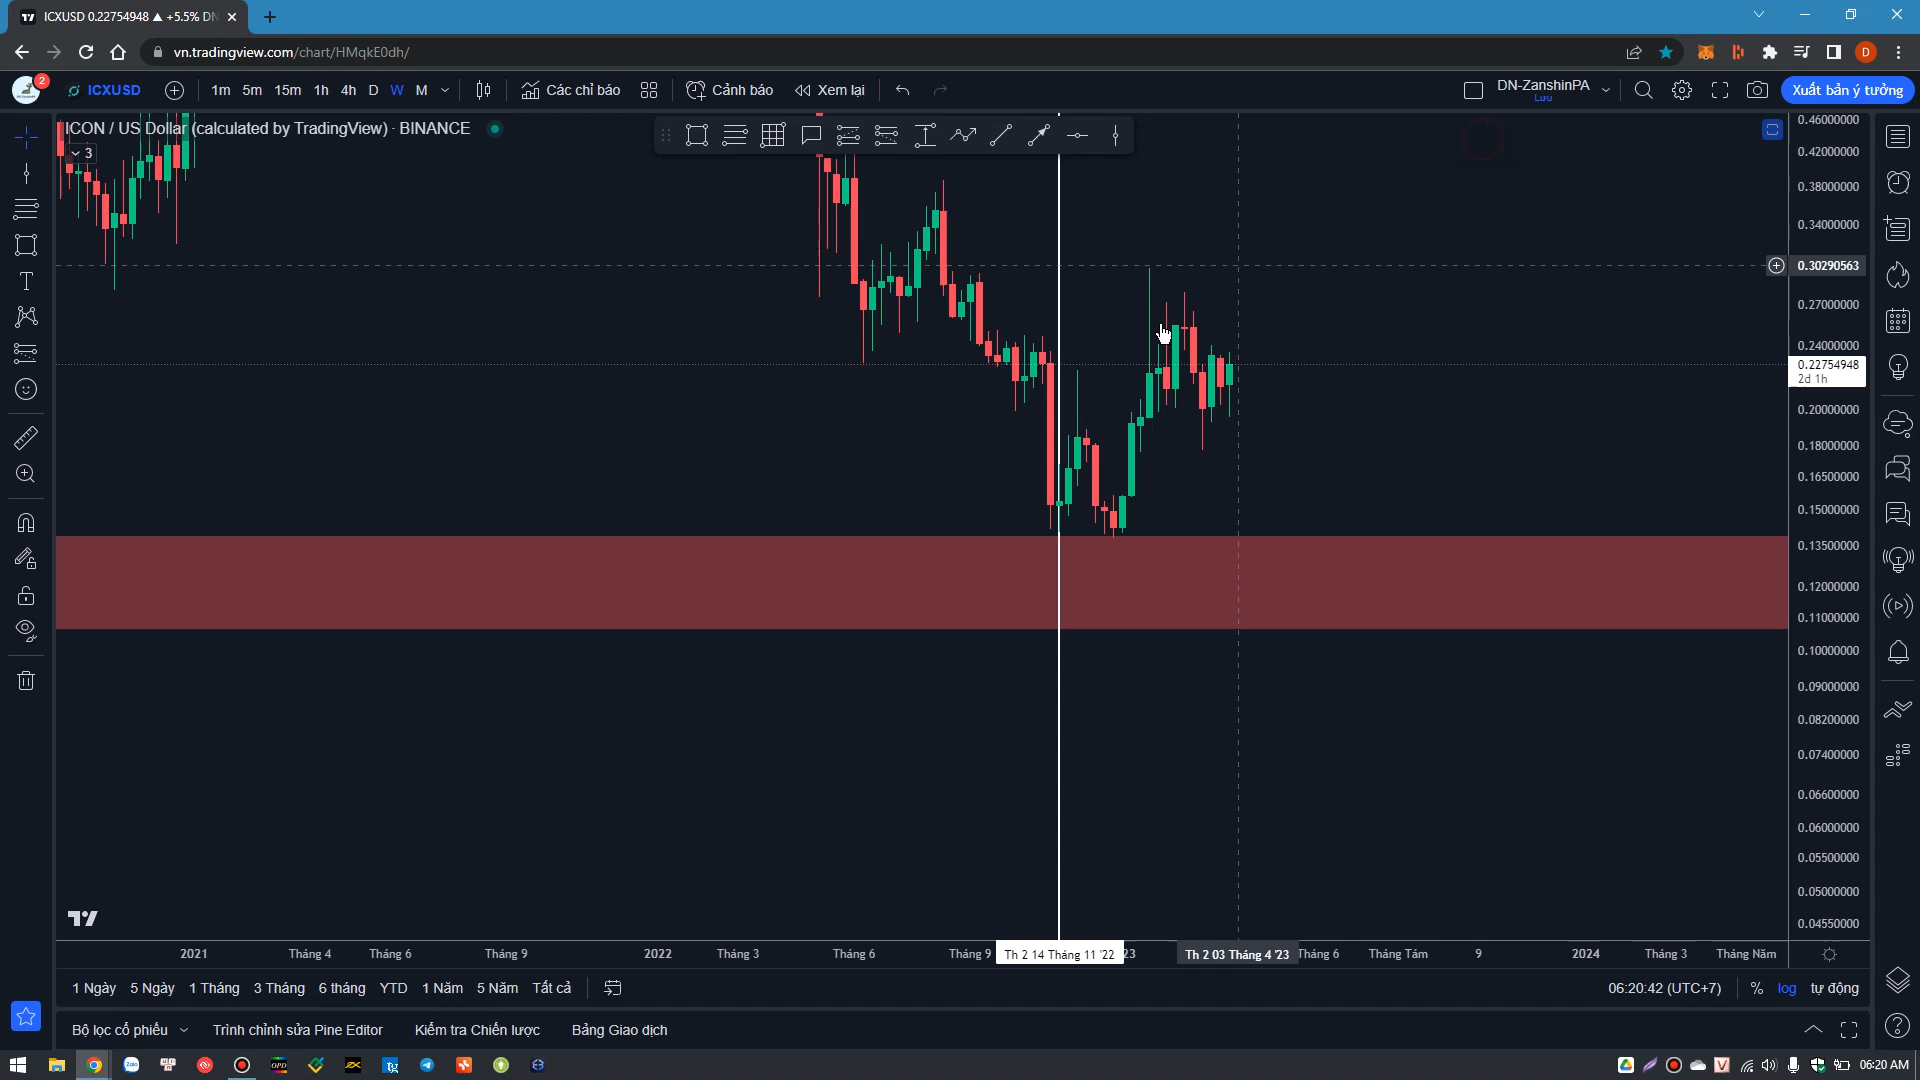 ICXUSD 0.22754948 ▲ +5.5% DN
vn.tradingview.com/chart/HMqkE0dh/
D
2
ICXUSD
1m 5m 15m 1h 4h D W M
Các chỉ báo
Cảnh báo
Xem lại
DN-ZanshinPA
Lưu
Xuất bản ý tưởng
ICON / US Dollar (calculated by TradingView) · BINANCE
3
0.46000000
0.42000000
0.38000000
0.34000000
0.30290563
0.27000000
0.24000000
0.22754948
2d 1h
0.20000000
0.18000000
0.16500000
0.15000000
0.13500000
0.12000000
0.11000000
0.10000000
0.09000000
0.08200000
0.07400000
0.06600000
0.06000000
0.05500000
0.05000000
0.04550000
2021 Tháng 4 Tháng 6 Tháng 9 2022 Tháng 3 Tháng 6 Tháng 9 Th 2 14 Tháng 11 '22 23 Th 2 03 Tháng 4 '23 Tháng 6 Tháng Tám 9 2024 Tháng 3 Tháng Năm
1 Ngày 5 Ngày 1 Tháng 3 Tháng 6 tháng YTD 1 Năm 5 Năm Tất cả
06:20:42 (UTC+7) % log tự động
Bộ lọc cổ phiếu Trình chỉnh sửa Pine Editor Kiểm tra Chiến lược Bảng Giao dịch
06:20 AM